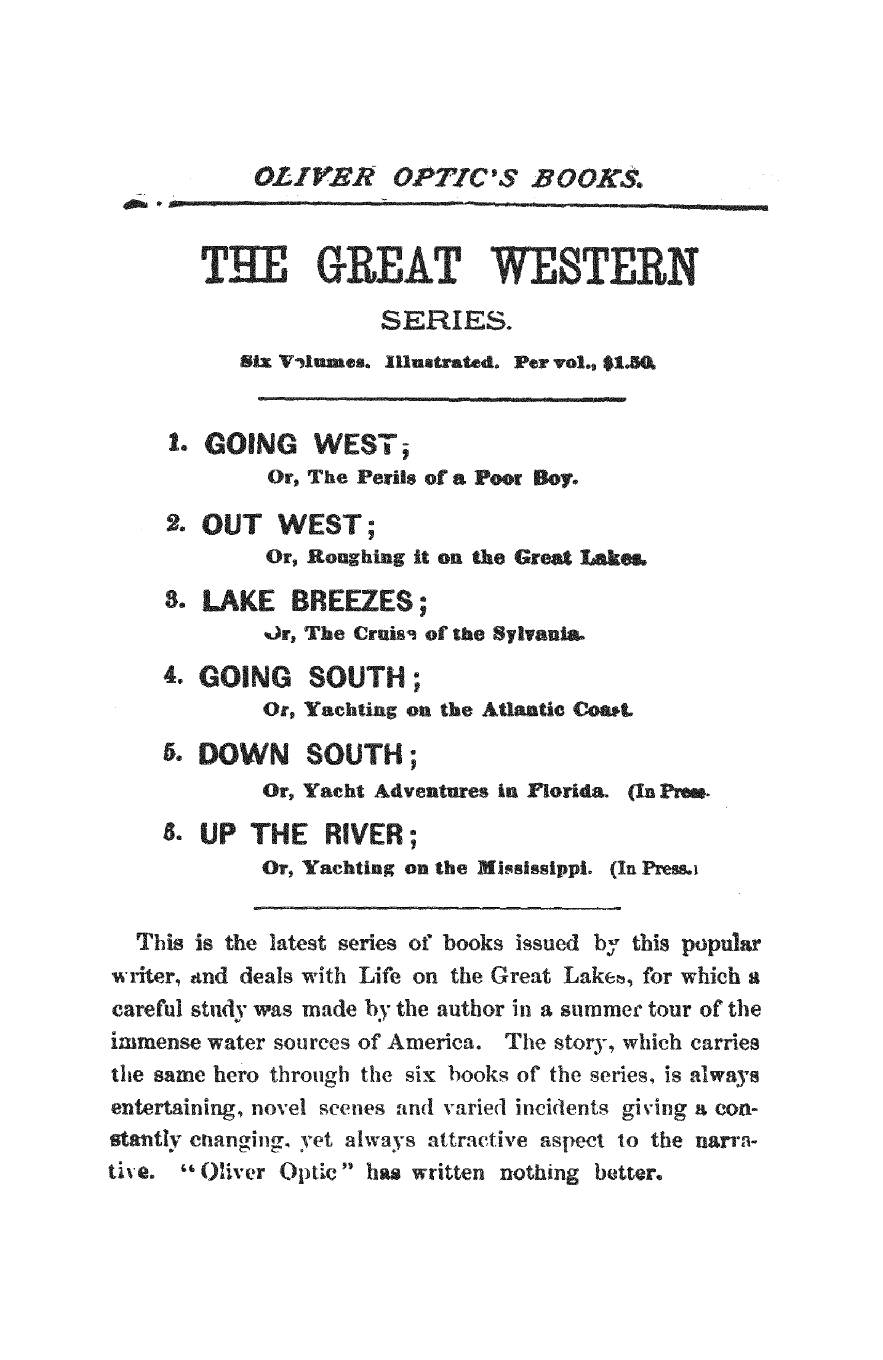 OLIVER OPTIC'S BOOKS.
THE GREAT WESTERN
SERIES.
Six Volumes. Illustrated. Per vol., $1.50.
1. GOING WEST;
Or, The Perils of a Poor Boy.
2. OUT WEST;
Or, Roughing it on the Great Lakes.
3. LAKE BREEZES;
Or, The Cruise of the Sylvania.
4. GOING SOUTH;
Or, Yachting on the Atlantic Coast.
5. DOWN SOUTH;
Or, Yacht Adventures in Florida. (In Press.
6. UP THE RIVER;
Or, Yachting on the Mississippi. (In Press.)
This is the latest series of books issued by this popular
writer, and deals with Life on the Great Lakes, for which a
careful study was made by the author in a summer tour of the
immense water sources of America. The story, which carries
the same hero through the six books of the series, is always
entertaining, novel scenes and varied incidents giving a con-
stantly changing, yet always attractive aspect to the narra-
tive. "Oliver Optic" has written nothing better.